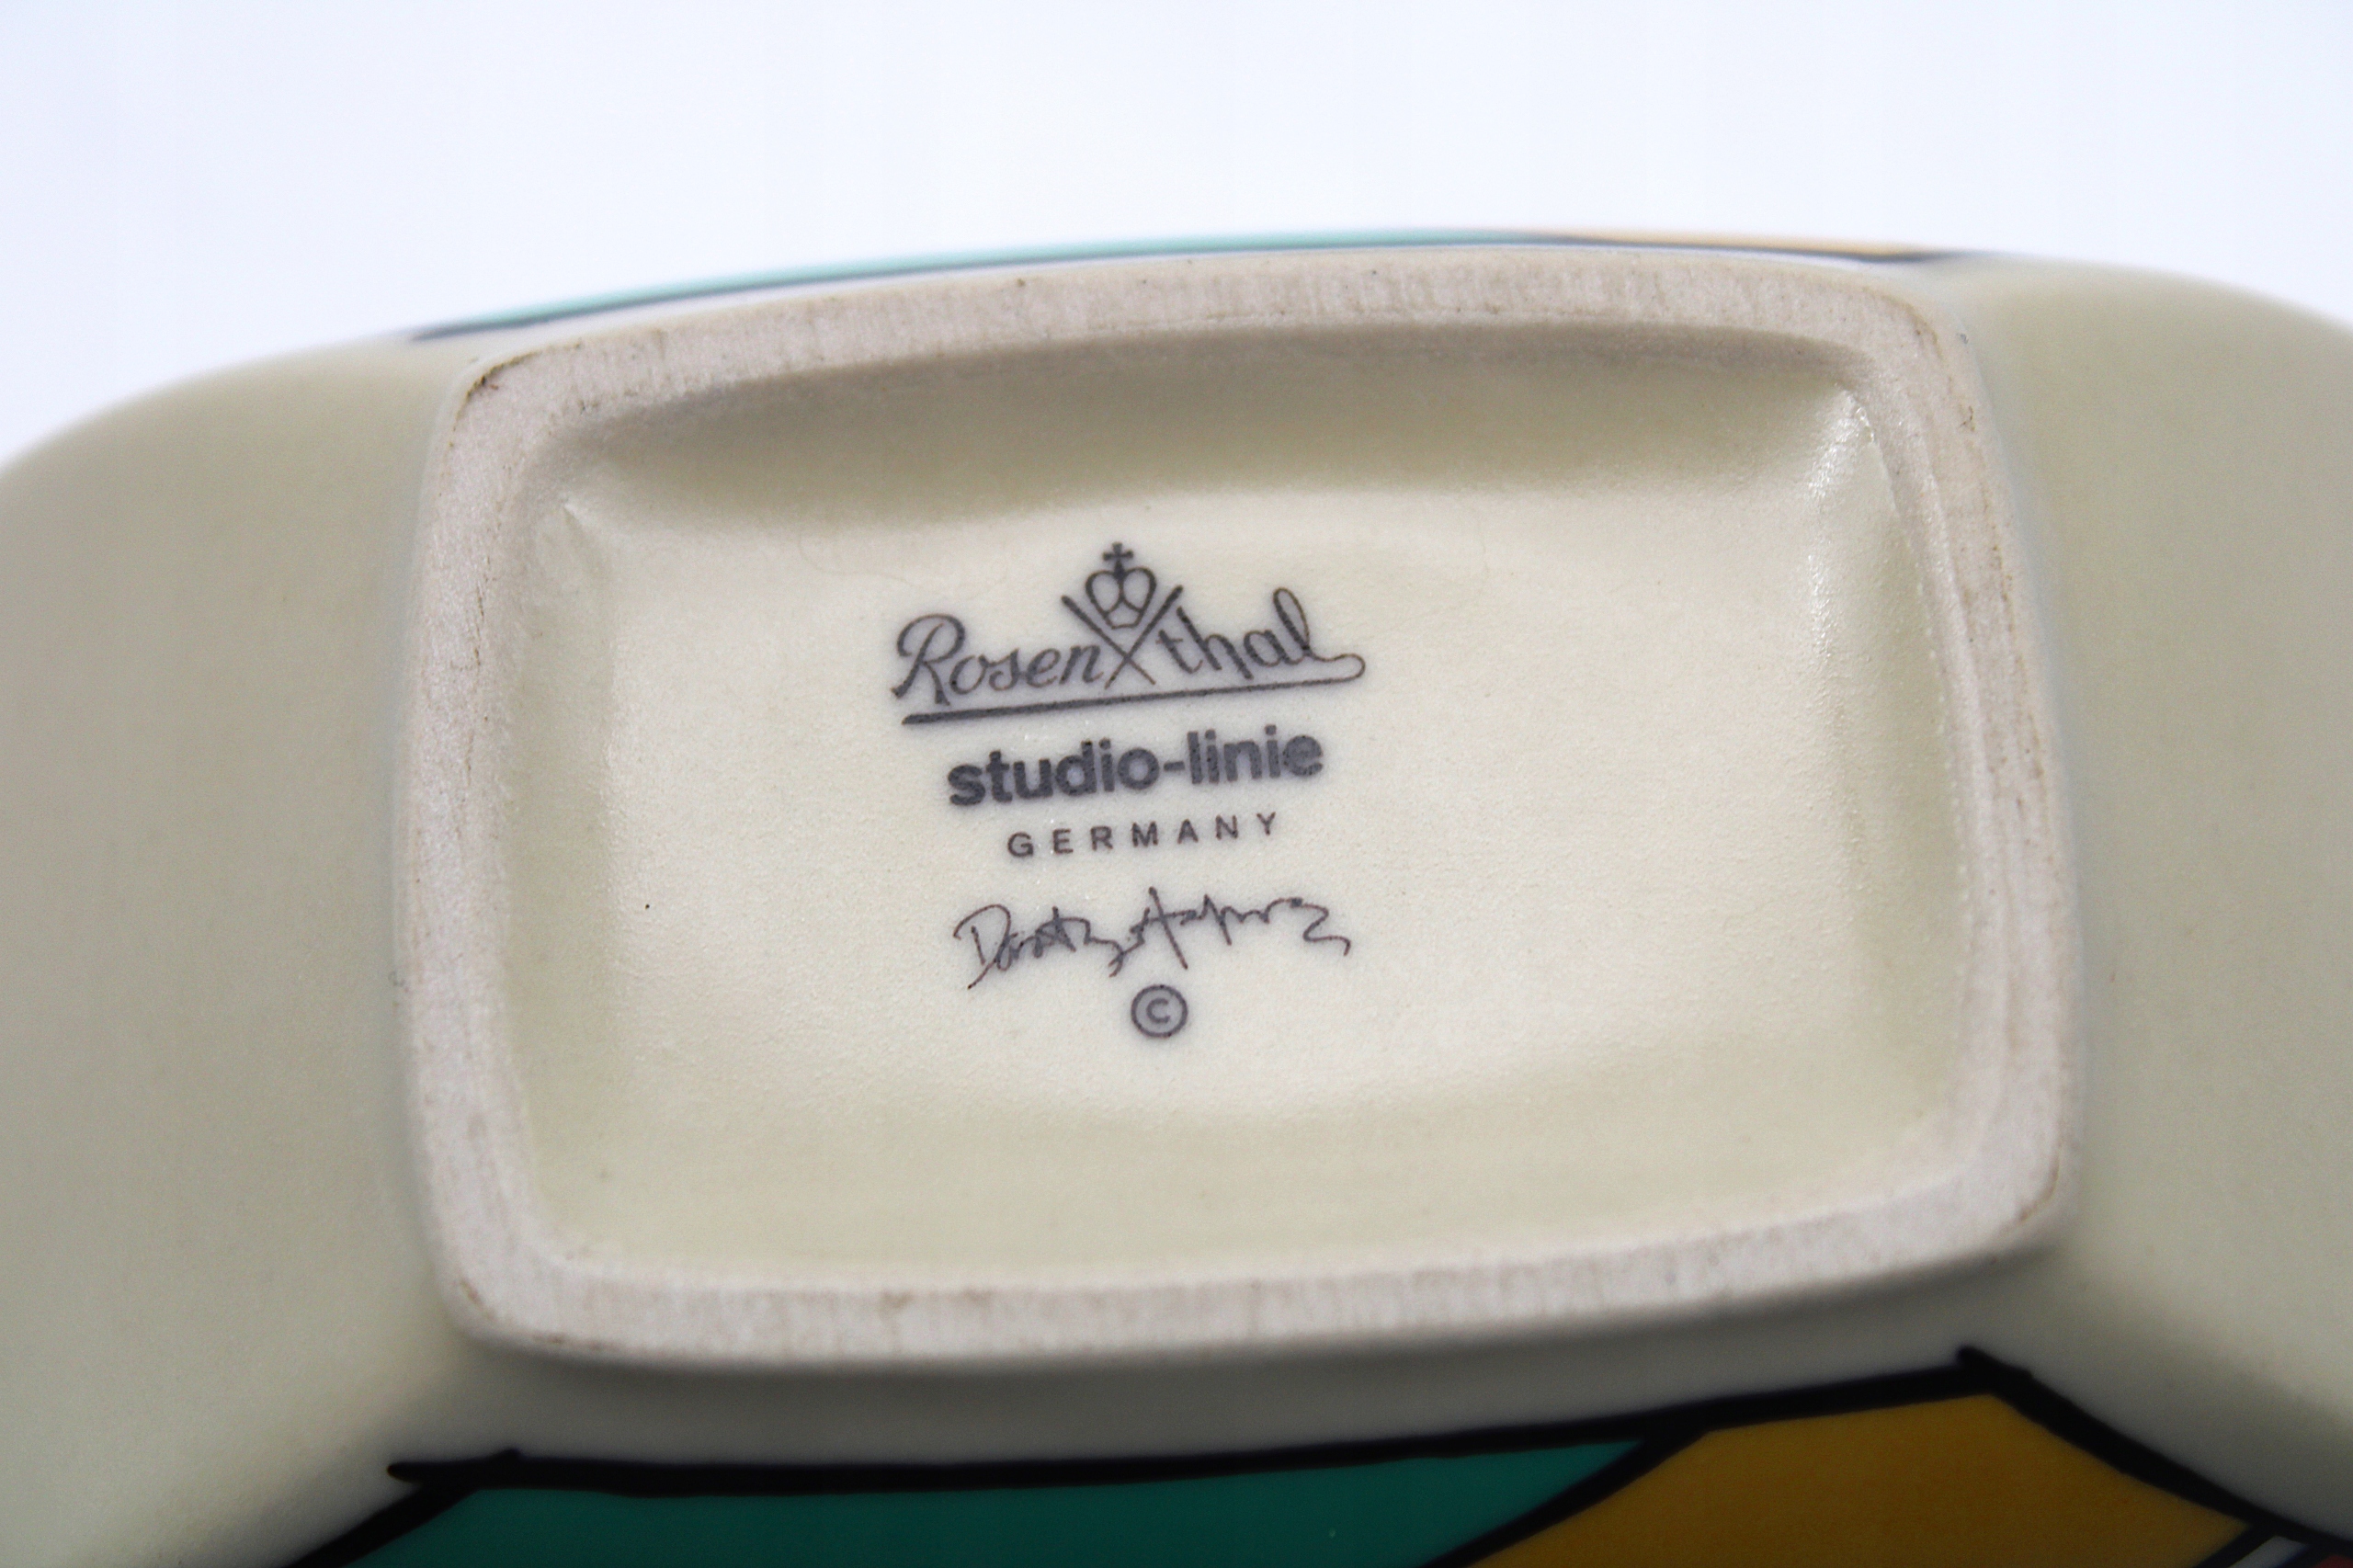 Rosenthal
studio-linie
GERMANY
©